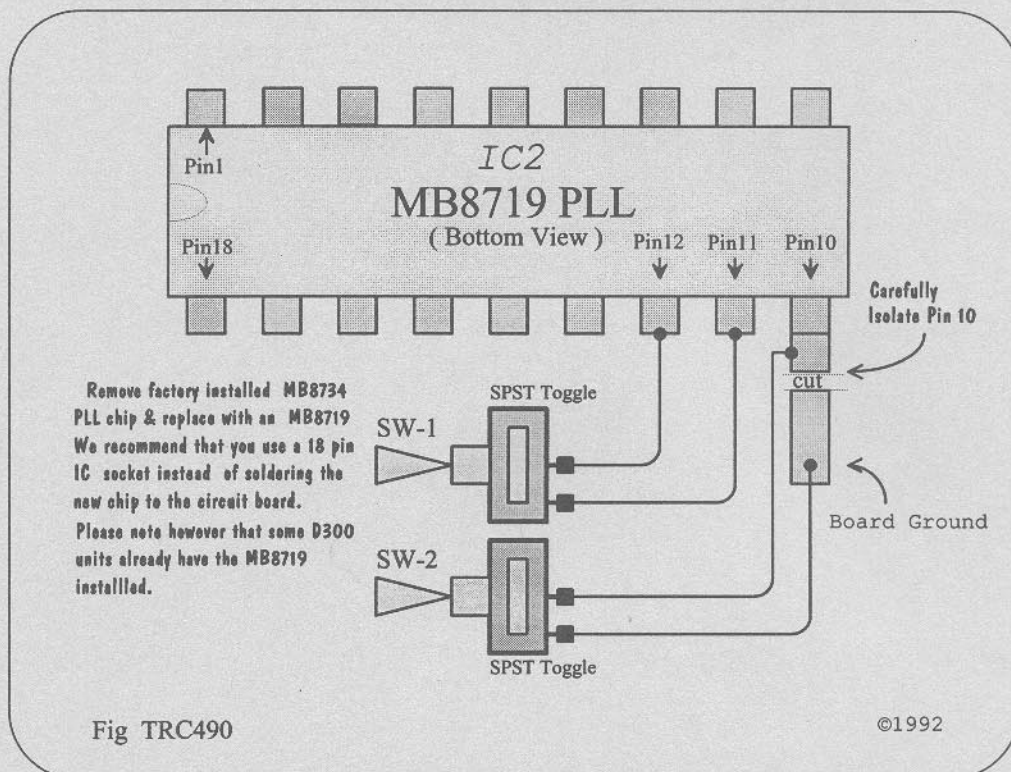 Pin1
IC2
MB8719 PLL
( Bottom View )
Pin18
Pin12
Pin11
Pin10
Carefully
Isolate Pin 10
cut
Remove factory installed MB8734
PLL chip & replace with an MB8719
We recommend that you use a 18 pin
IC socket instead of soldering the
new chip to the circuit board.
Please note however that some D300
units already have the MB8719
installled.
SPST Toggle
SW-1
Board Ground
SW-2
SPST Toggle
Fig TRC490
©1992